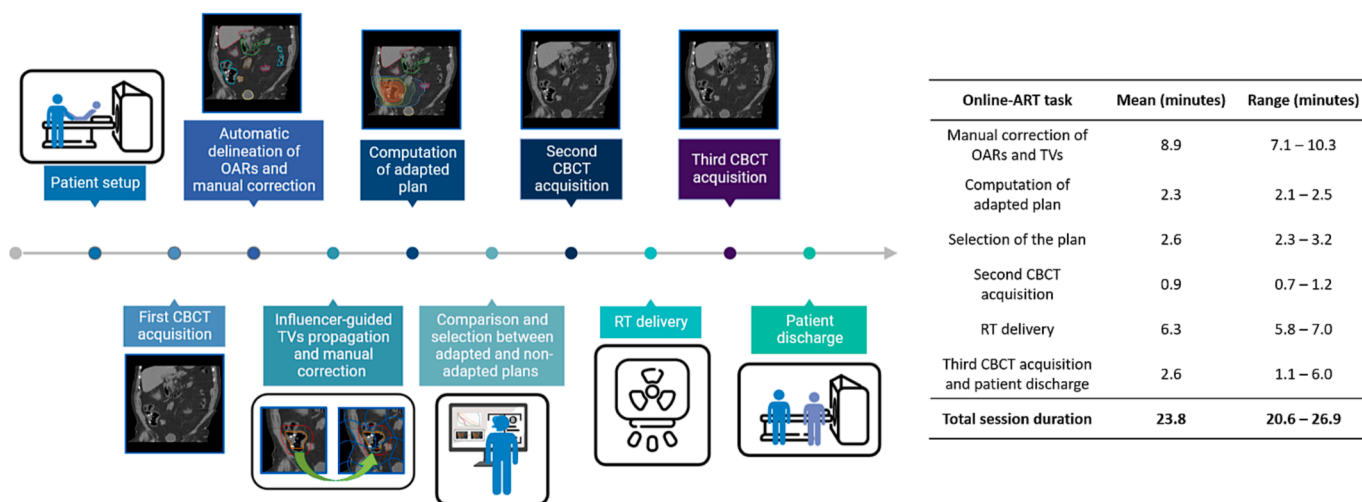 Patient setup
Automatic
delineation of
OARs and
manual correction
Computation
of adapted
plan
Second
CBCT
acquisition
Third CBCT
acquisition
First CBCT
acquisition
Influencer-guided
TVs propagation
and manual
correction
Comparison and
selection between
adapted and non-
adapted plans
RT delivery
Patient
discharge
Online-ART task Mean (minutes) Range (minutes)
Manual correction of
OARs and TVs 8.9 7.1 – 10.3
Computation of
adapted plan 2.3 2.1 – 2.5
Selection of the plan 2.6 2.3 – 3.2
Second CBCT
acquisition 0.9 0.7 – 1.2
RT delivery 6.3 5.8 – 7.0
Third CBCT acquisition
and patient discharge 2.6 1.1 – 6.0
Total session duration 23.8 20.6 – 26.9